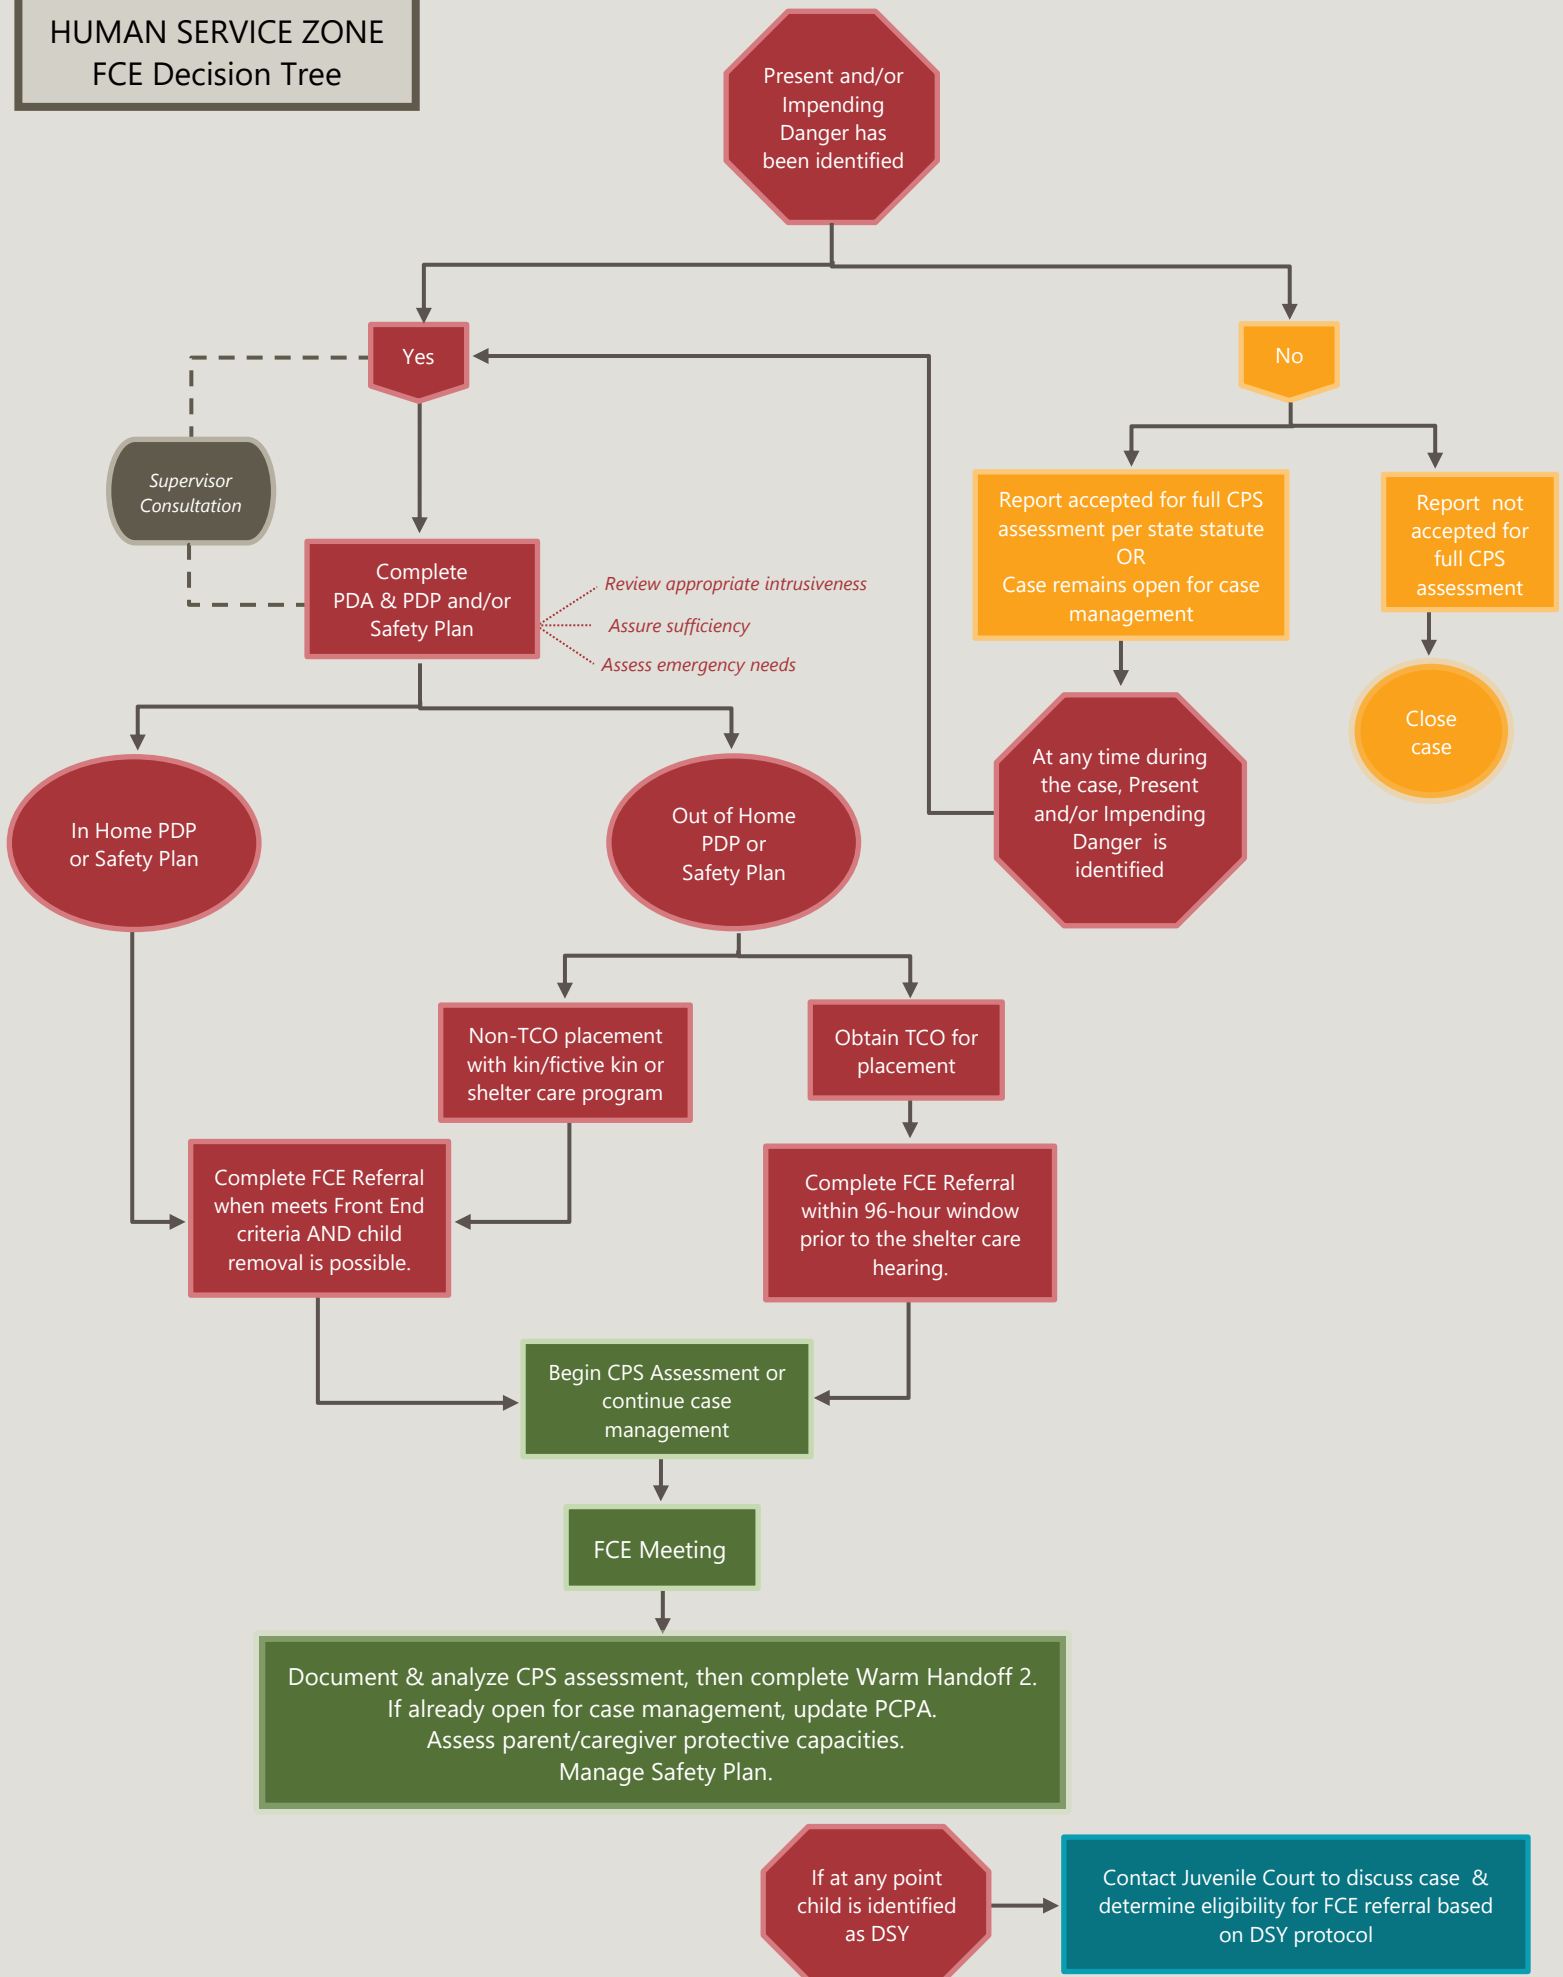 HUMAN SERVICE ZONE
FCE Decision Tree
Present and/or
Impending
Danger has
been identified
Yes
No
Supervisor
Consultation
Report accepted for full CPS
assessment per state statute
OR
Case remains open for case
management
Report not
accepted for
full CPS
assessment
Complete
PDA & PDP and/or
Safety Plan
Review appropriate intrusiveness
Assure sufficiency
Assess emergency needs
Close
case
At any time during
the case, Present
and/or Impending
Danger is
identified
In Home PDP
or Safety Plan
Out of Home
PDP or
Safety Plan
Non-TCO placement
with kin/fictive kin or
shelter care program
Obtain TCO for
placement
Complete FCE Referral
when meets Front End
criteria AND child
removal is possible.
Complete FCE Referral
within 96-hour window
prior to the shelter care
hearing.
Begin CPS Assessment or
continue case
management
FCE Meeting
Document & analyze CPS assessment, then complete Warm Handoff 2.
If already open for case management, update PCPA.
Assess parent/caregiver protective capacities.
Manage Safety Plan.
If at any point
child is identified
as DSY
Contact Juvenile Court to discuss case &
determine eligibility for FCE referral based
on DSY protocol